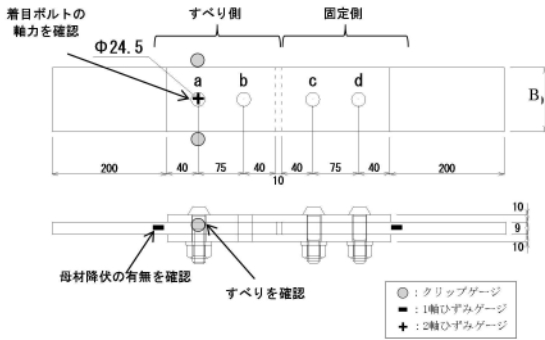 着目ボルトの
軸力を確認
すべり側
固定側
Φ24.5
a b c d
B
200 40 75 40 10 40 75 40 200
10
9
10
母材降伏の有無を確認
すべりを確認
：クリップゲージ
：1軸ひずみゲージ
：2軸ひずみゲージ